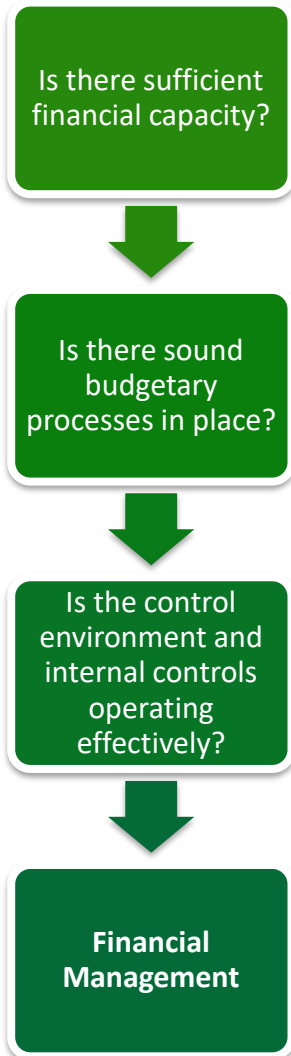 Is there sufficient
financial capacity?
Is there sound
budgetary
processes in place?
Is the control
environment and
internal controls
operating
effectively?
Financial
Management